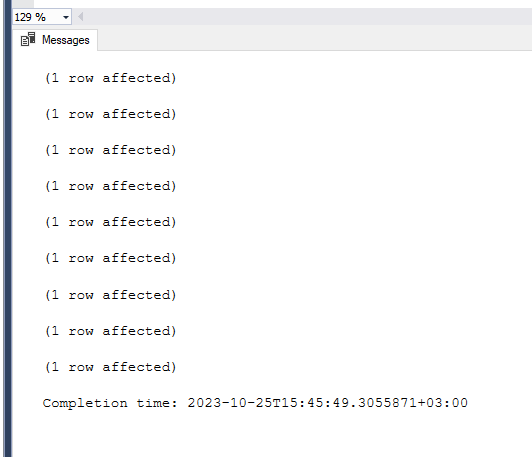 129 %
Messages
(1 row affected)
(1 row affected)
(1 row affected)
(1 row affected)
(1 row affected)
(1 row affected)
(1 row affected)
(1 row affected)
(1 row affected)
Completion time: 2023-10-25T15:45:49.3055871+03:00